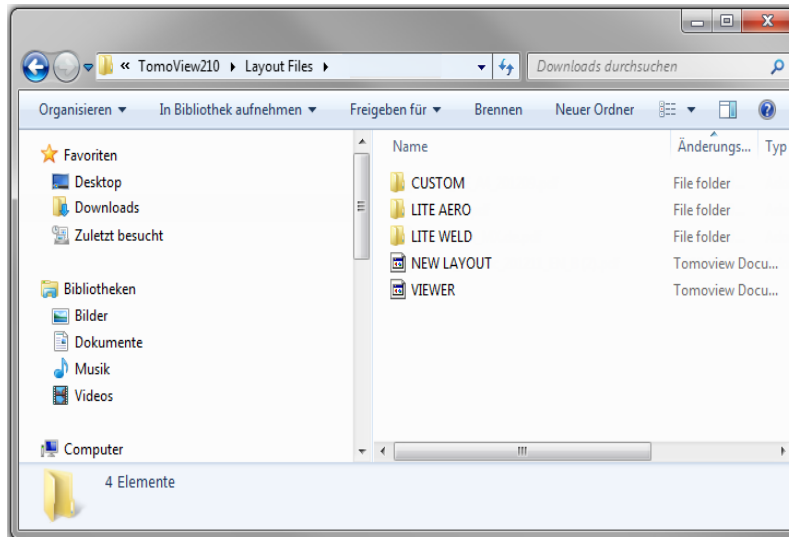 « TomoView210 ▸ Layout Files ▸ Downloads durchsuchen
Organisieren In Bibliothek aufnehmen Freigeben für Brennen Neuer Ordner
Favoriten
Desktop
Downloads
Zuletzt besucht
Bibliotheken
Bilder
Dokumente
Musik
Videos
Computer
Name Änderungs... Typ
CUSTOM File folder
LITE AERO File folder
LITE WELD File folder
NEW LAYOUT Tomoview Docu...
VIEWER Tomoview Docu...
4 Elemente